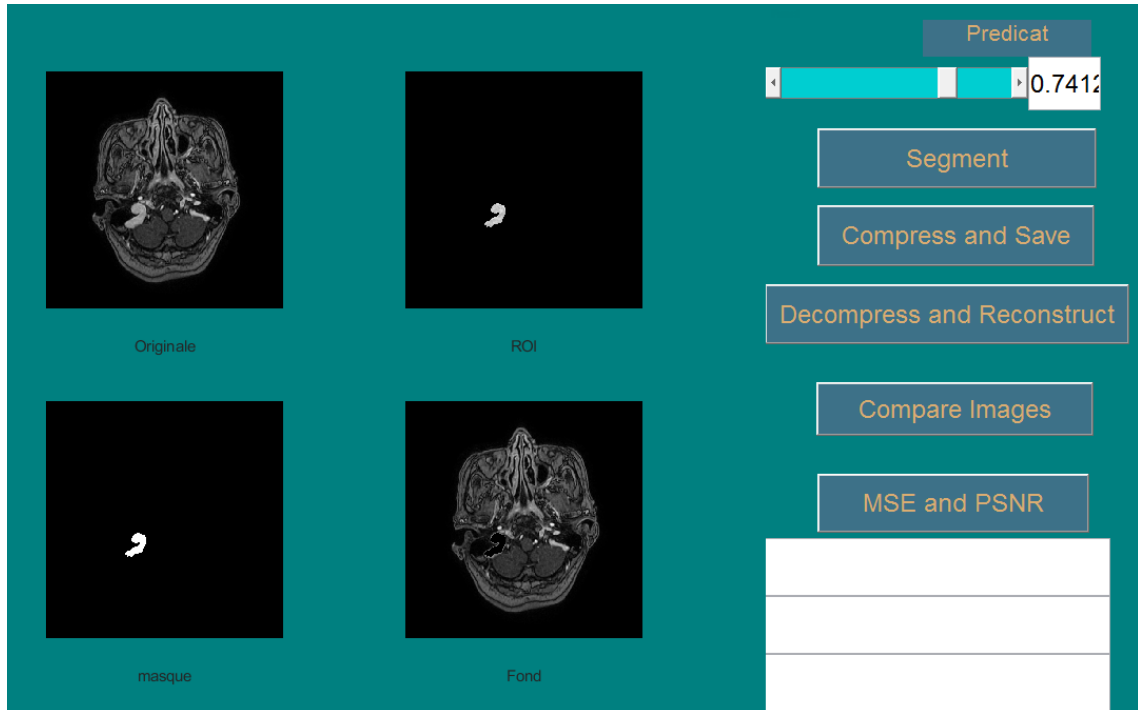 Predicat
0.7412
Segment
Compress and Save
Decompress and Reconstruct
Originale
ROI
Compare Images
MSE and PSNR
masque
Fond